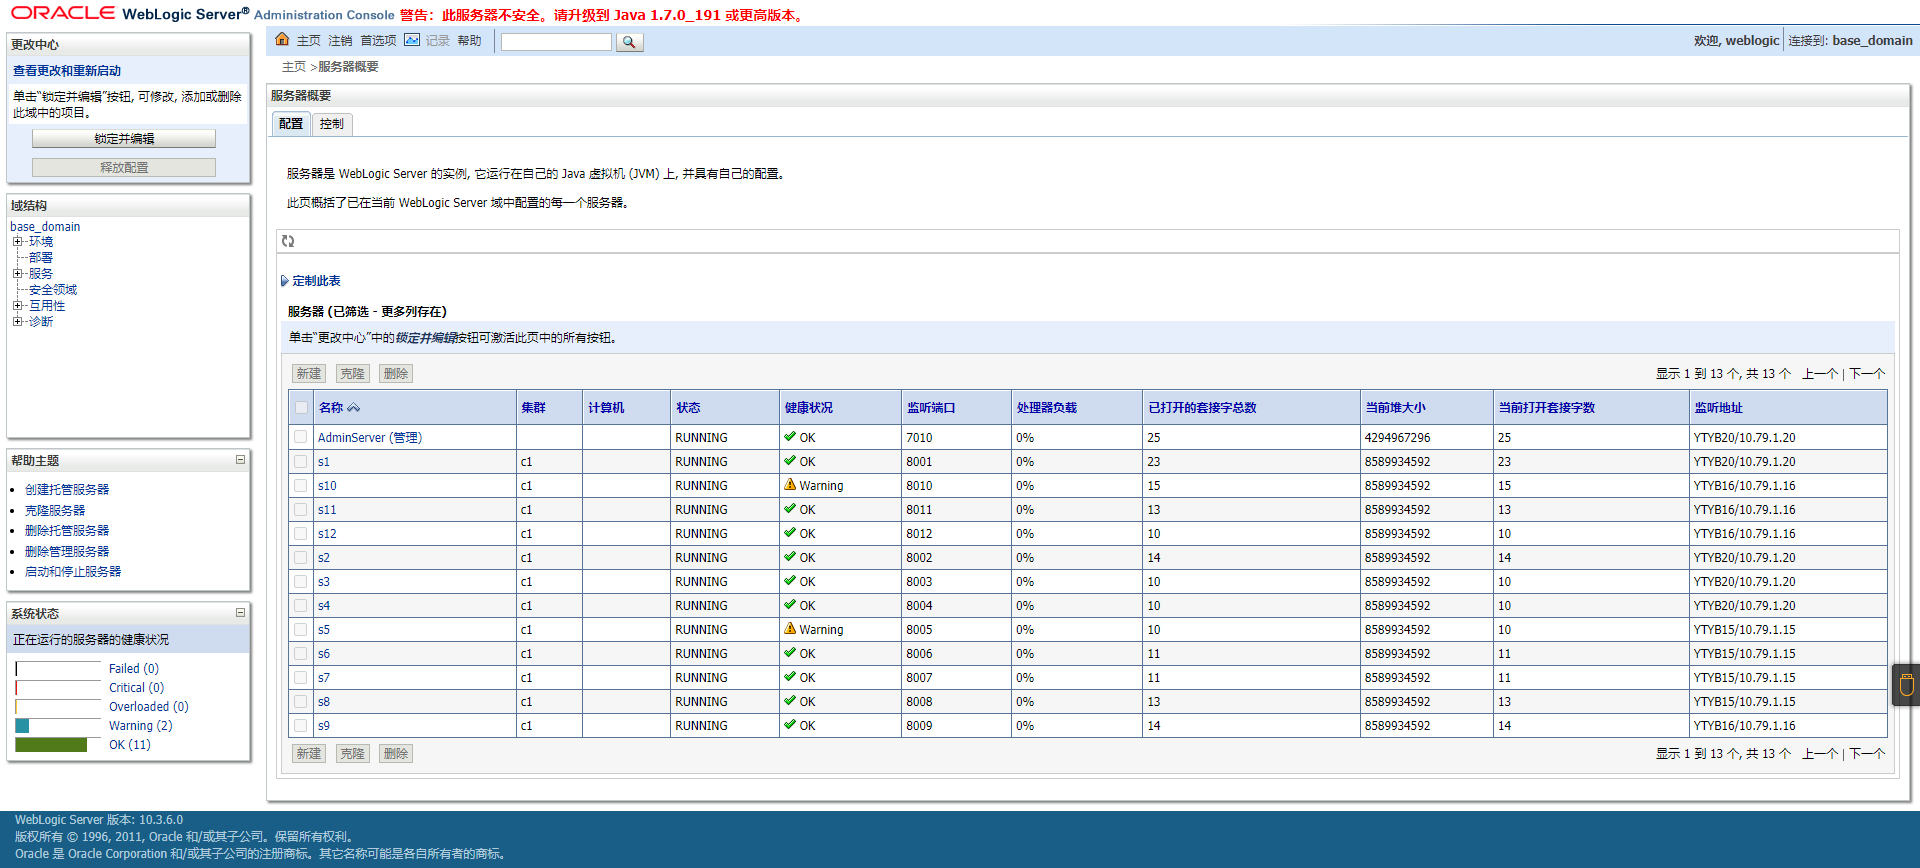 ORACLE WebLogic Server® Administration Console 警告：此服务器不安全。请升级到 Java 1.7.0_191 或更高版本。
更改中心
查看更改和重新启动
单击“锁定并编辑”按钮, 可修改, 添加或删除
此域中的项目。
锁定并编辑
释放配置
域结构
base_domain
环境
部署
服务
安全领域
互用性
诊断
帮助主题
创建托管服务器
克隆服务器
删除托管服务器
删除管理服务器
启动和停止服务器
系统状态
正在运行的服务器的健康状况
Failed (0)
Critical (0)
Overloaded (0)
Warning (2)
OK (11)
主页 注销 首选项 记录 帮助
欢迎, weblogic 连接到: base_domain
主页 >服务器概要
服务器概要
配置 控制
服务器是 WebLogic Server 的实例, 它运行在自己的 Java 虚拟机 (JVM) 上, 并具有自己的配置。
此页概括了已在当前 WebLogic Server 域中配置的每一个服务器。
定制此表
服务器 (已筛选 - 更多列存在)
单击“更改中心”中的锁定并编辑按钮可激活此页中的所有按钮。
新建 克隆 删除 显示 1 到 13 个, 共 13 个 上一个 | 下一个
名称 集群 计算机 状态 健康状况 监听端口 处理器负载 已打开的套接字总数 当前堆大小 当前打开套接字数 监听地址
AdminServer (管理) RUNNING OK 7010 0% 25 4294967296 25 YTYB20/10.79.1.20
s1 c1 RUNNING OK 8001 0% 23 8589934592 23 YTYB20/10.79.1.20
s10 c1 RUNNING Warning 8010 0% 15 8589934592 15 YTYB16/10.79.1.16
s11 c1 RUNNING OK 8011 0% 13 8589934592 13 YTYB16/10.79.1.16
s12 c1 RUNNING OK 8012 0% 10 8589934592 10 YTYB16/10.79.1.16
s2 c1 RUNNING OK 8002 0% 14 8589934592 14 YTYB20/10.79.1.20
s3 c1 RUNNING OK 8003 0% 10 8589934592 10 YTYB20/10.79.1.20
s4 c1 RUNNING OK 8004 0% 10 8589934592 10 YTYB20/10.79.1.20
s5 c1 RUNNING Warning 8005 0% 10 8589934592 10 YTYB15/10.79.1.15
s6 c1 RUNNING OK 8006 0% 11 8589934592 11 YTYB15/10.79.1.15
s7 c1 RUNNING OK 8007 0% 11 8589934592 11 YTYB15/10.79.1.15
s8 c1 RUNNING OK 8008 0% 13 8589934592 13 YTYB15/10.79.1.15
s9 c1 RUNNING OK 8009 0% 14 8589934592 14 YTYB16/10.79.1.16
新建 克隆 删除 显示 1 到 13 个, 共 13 个 上一个 | 下一个
WebLogic Server 版本: 10.3.6.0
版权所有 © 1996, 2011, Oracle 和/或其子公司。保留所有权利。
Oracle 是 Oracle Corporation 和/或其子公司的注册商标。其它名称可能是各自所有者的商标。